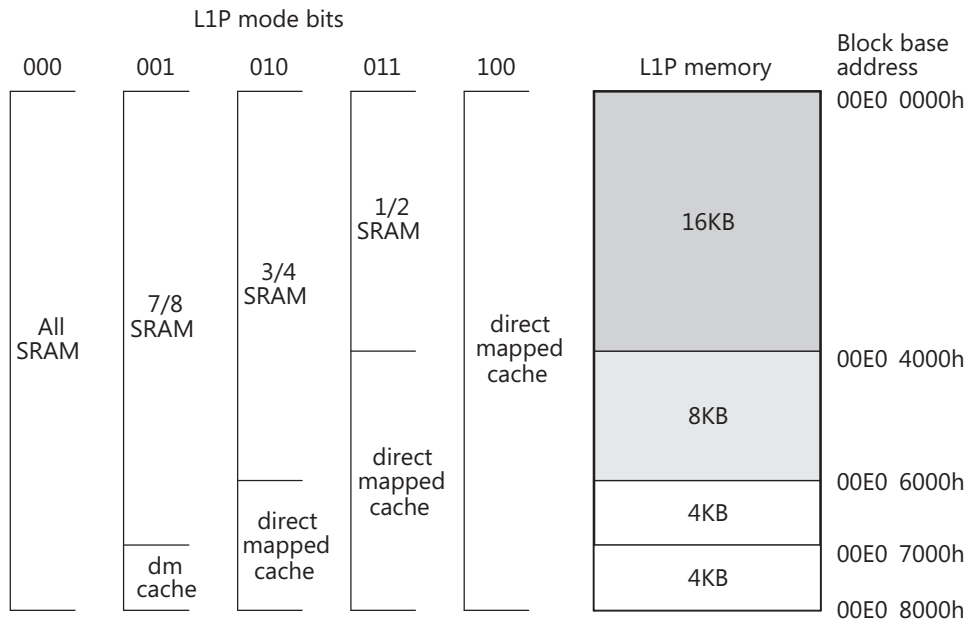 L1P mode bits
000 001 010 011 100 L1P memory Block base
address
00E0 0000h
1/2
SRAM
16KB
3/4
SRAM
7/8
SRAM
All
SRAM
direct
mapped
cache
00E0 4000h
8KB
direct
mapped
cache
00E0 6000h
4KB
direct
mapped
cache
00E0 7000h
dm
cache
4KB
00E0 8000h